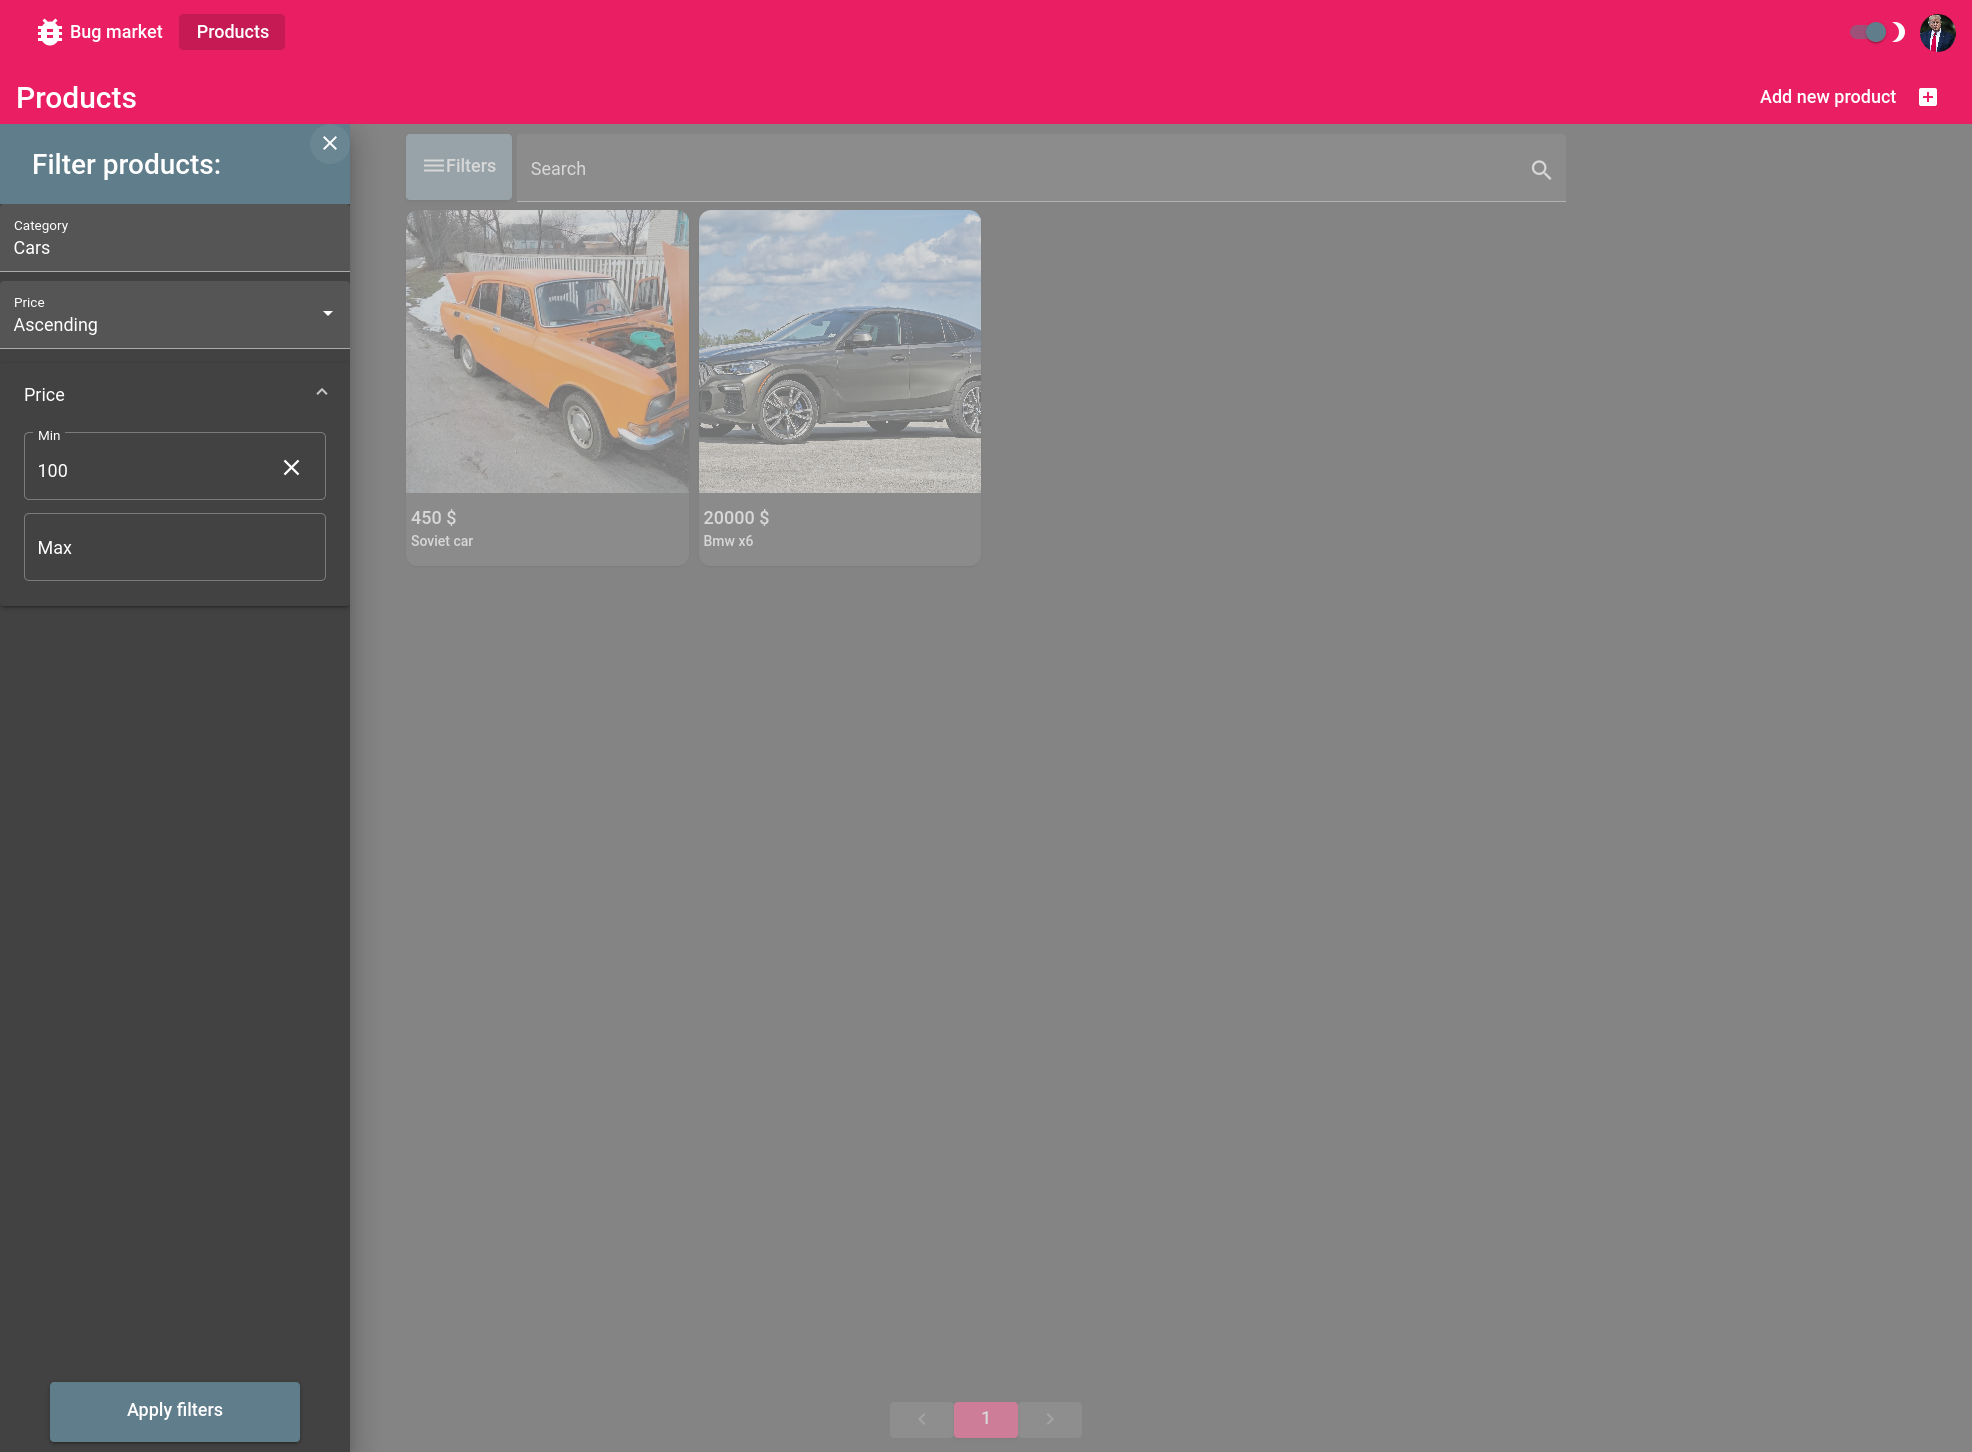 Bug market
Products
Products
Add new product
Filter products:
Category
Cars
Price
Ascending
Price
Min
100
Max
Apply filters
Filters
Search
450 $
Soviet car
20000 $
Bmw x6
1